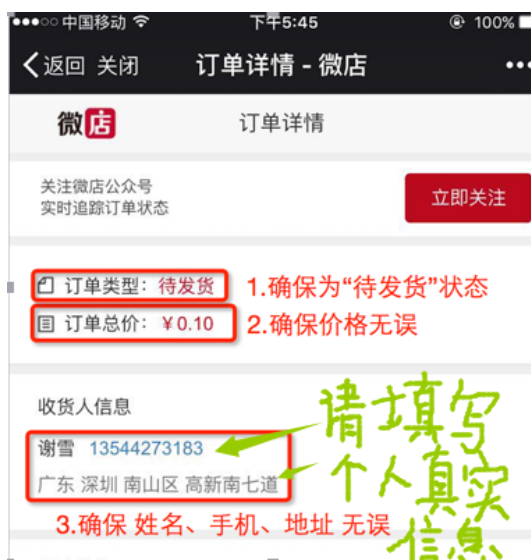 中国移动 下午5:45 100%
返回 关闭 订单详情 - 微店
微店 订单详情
关注微店公众号
实时追踪订单状态
立即关注
订单类型：待发货 1.确保为“待发货”状态
订单总价：￥0.10 2.确保价格无误
收货人信息
谢雪 13544273183
广东 深圳 南山区 高新南七道
请填写
个人真实
信息
3.确保 姓名、手机、地址 无误